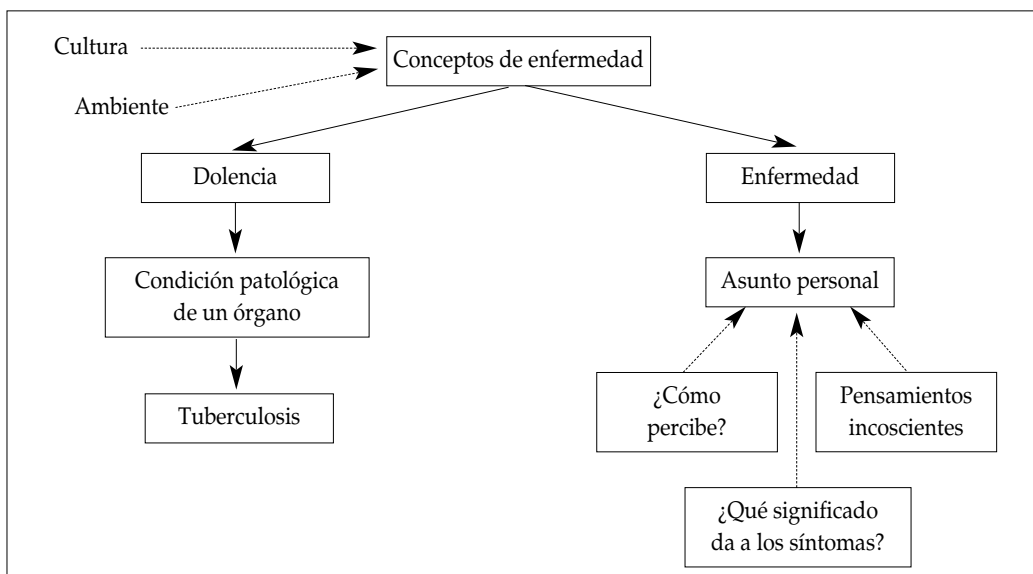 Cultura
Conceptos de enfermedad
Ambiente
Dolencia
Enfermedad
Condición patológica
de un órgano
Asunto personal
Tuberculosis
¿Cómo
percibe?
Pensamientos
incoscientes
¿Qué significado
da a los síntomas?